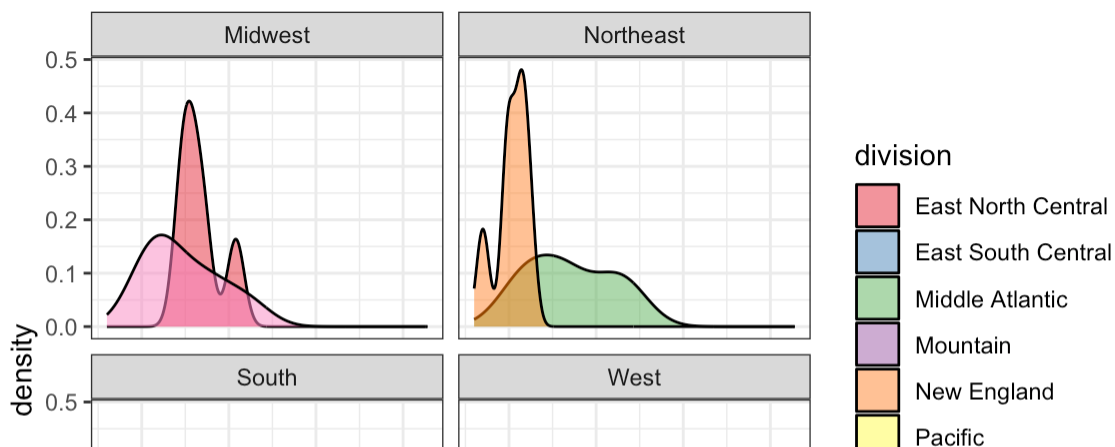 Midwest
Northeast
0.5
0.4
0.3
0.2
0.1
0.0
density
South
West
0.5
division
East North Central
East South Central
Middle Atlantic
Mountain
New England
Pacific